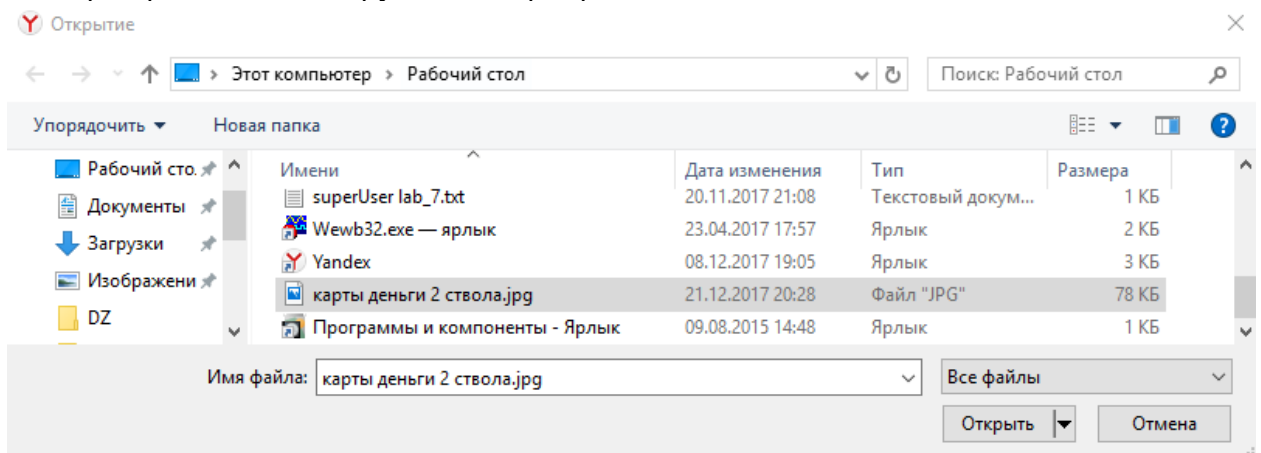 Открытие
Этот компьютер › Рабочий стол
Поиск: Рабочий стол
Упорядочить Новая папка
?
Рабочий сто.
Документы
Загрузки
Изображени
DZ
Имени Дата изменения Тип Размера
superUser lab_7.txt 20.11.2017 21:08 Текстовый докум... 1 КБ
Wewb32.exe — ярлык 23.04.2017 17:57 Ярлык 2 КБ
Yandex 08.12.2017 19:05 Ярлык 3 КБ
карты деньги 2 ствола.jpg 21.12.2017 20:28 Файл "JPG" 78 КБ
Программы и компоненты - Ярлык 09.08.2015 14:48 Ярлык 1 КБ
Имя файла: карты деньги 2 ствола.jpg Все файлы
Открыть Отмена